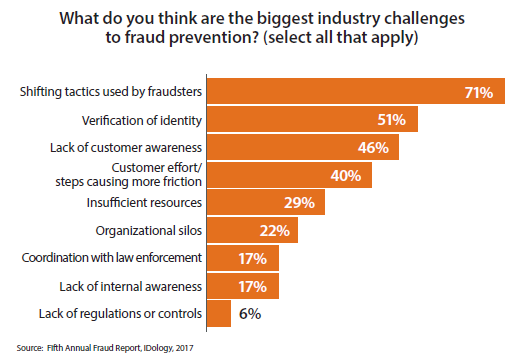 What do you think are the biggest industry challenges
to fraud prevention? (select all that apply)
Shifting tactics used by fraudsters 71%
Verification of identity 51%
Lack of customer awareness 46%
Customer effort/
steps causing more friction 40%
Insufficient resources 29%
Organizational silos 22%
Coordination with law enforcement 17%
Lack of internal awareness 17%
Lack of regulations or controls 6%
Source: Fifth Annual Fraud Report, IDology, 2017